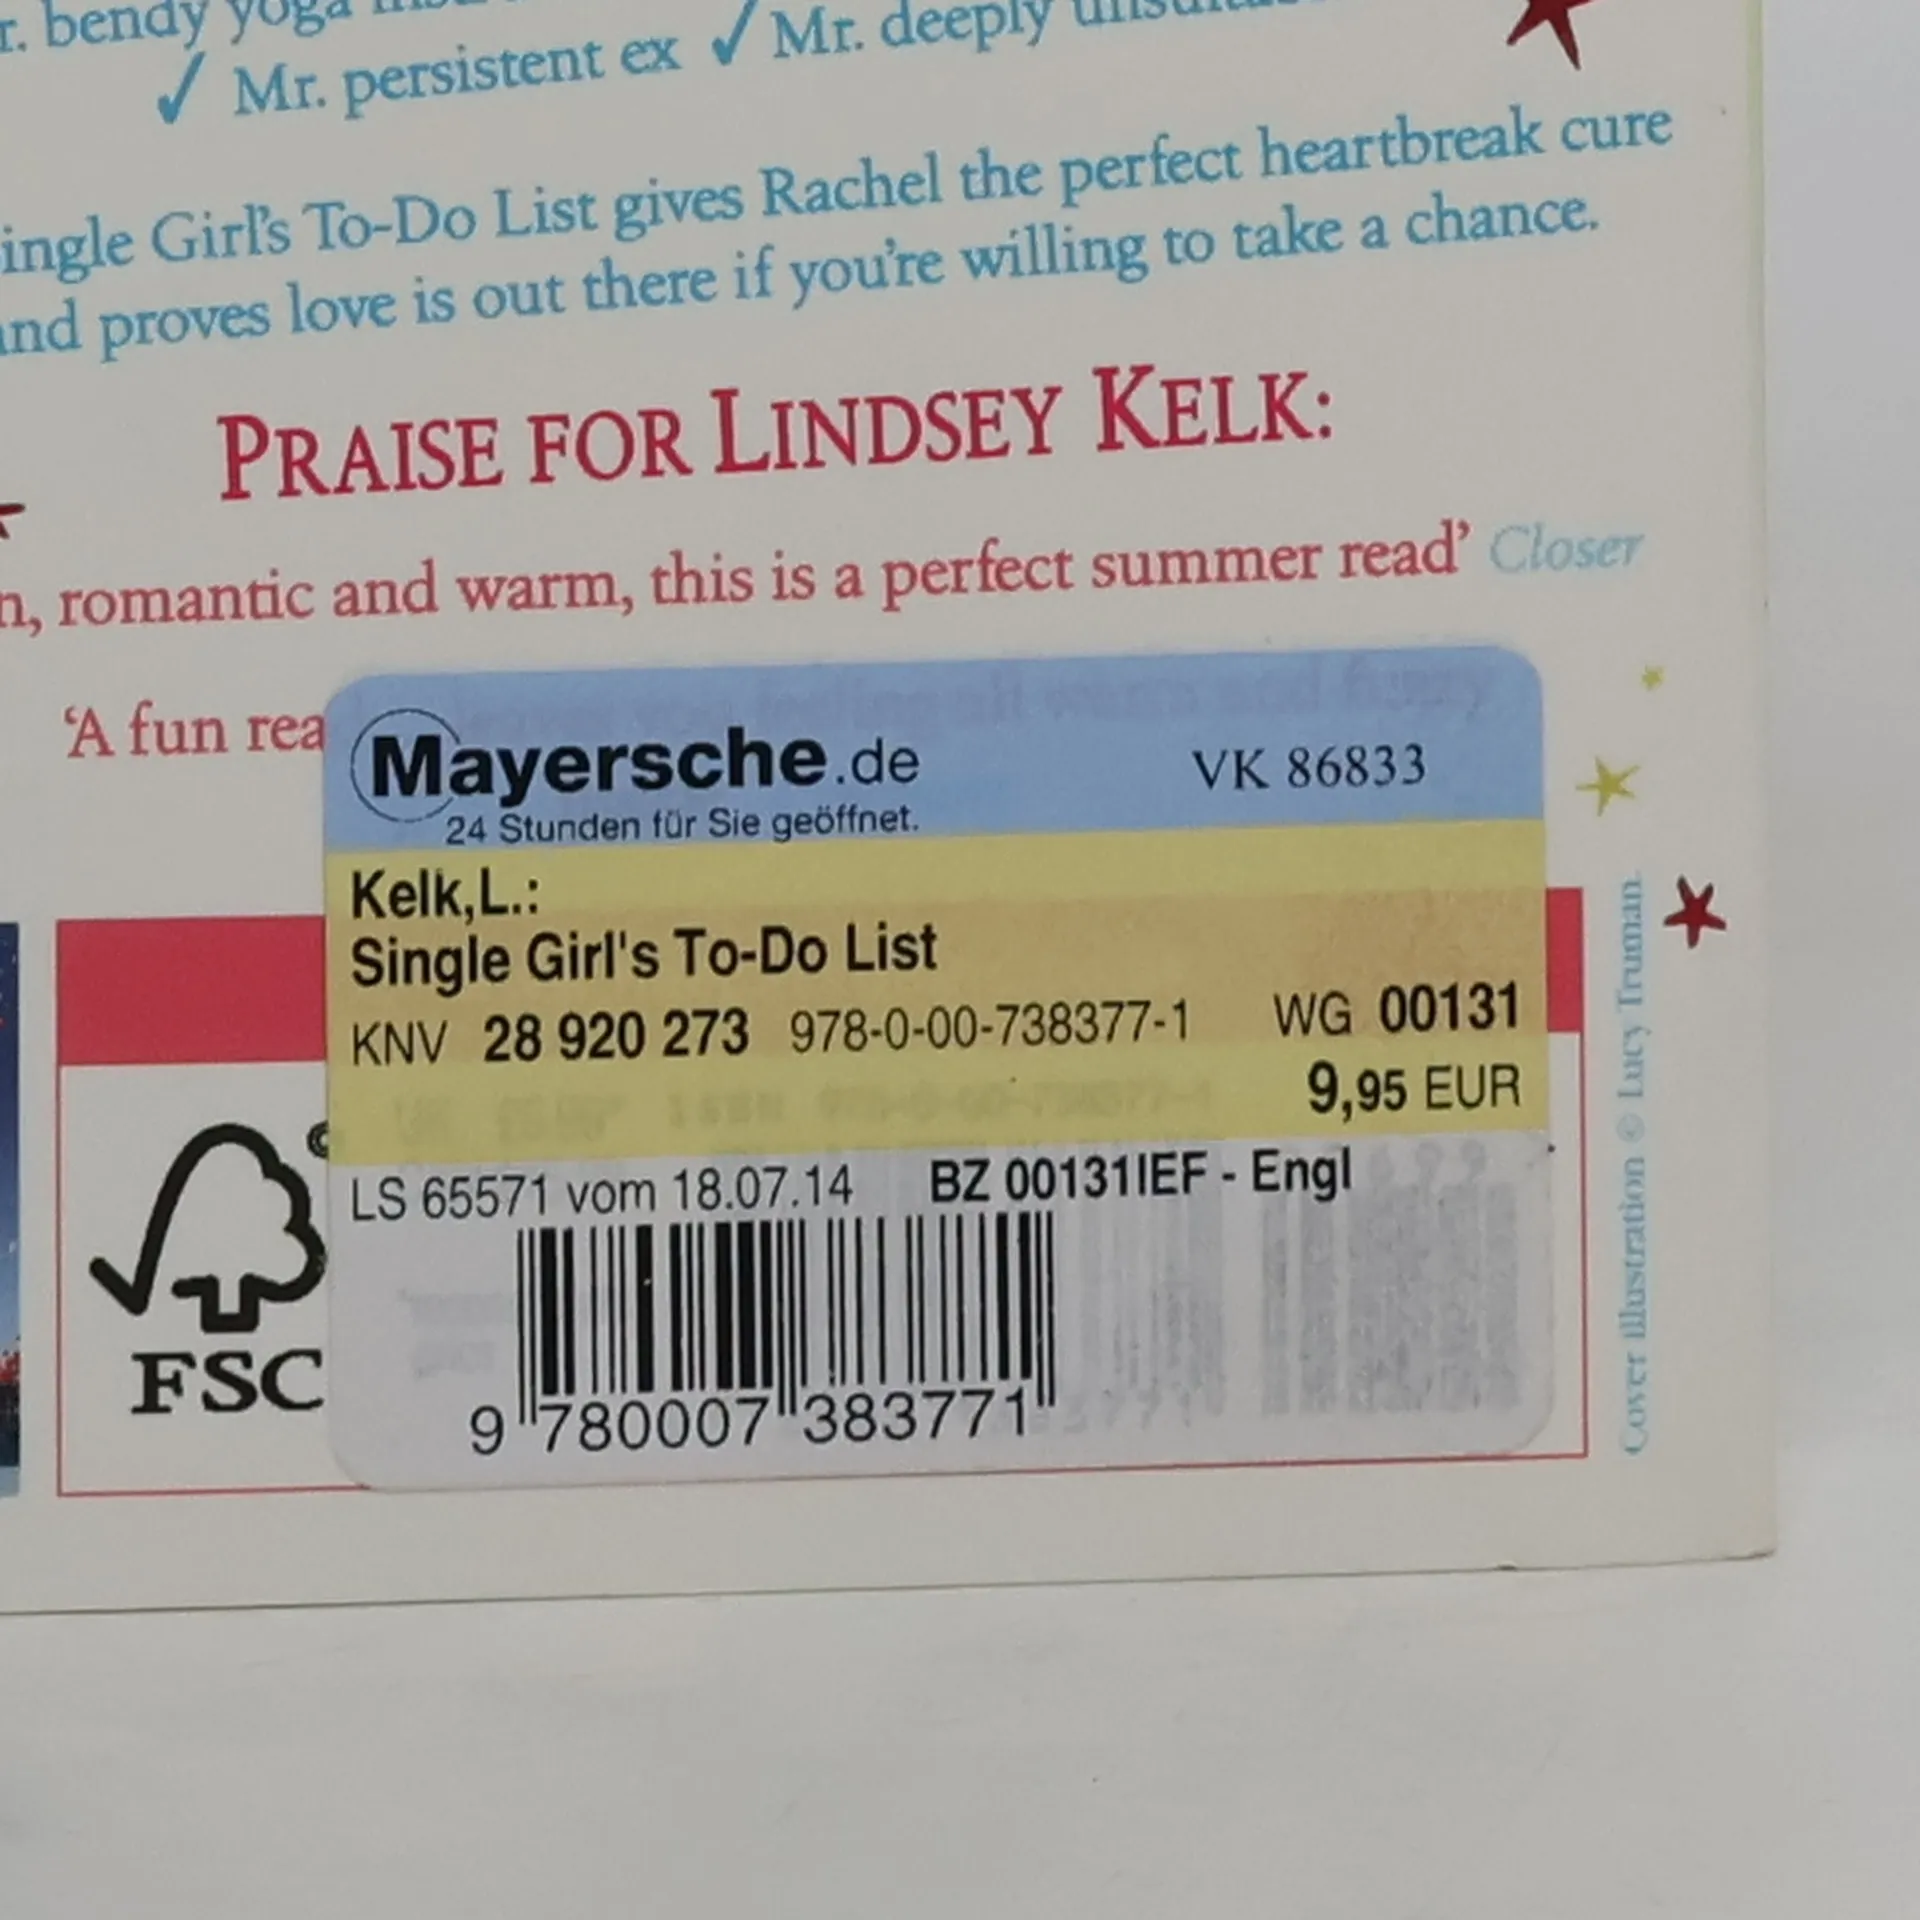 r. bendy yoga
✓ Mr. persistent ex ✓ Mr. deeply
ingle Girl's To-Do List gives Rachel the perfect heartbreak cure
and proves love is out there if you're willing to take a chance.
PRAISE FOR LINDSEY KELK:
n, romantic and warm, this is a perfect summer read' Closer
'A fun rea
Mayersche.de
VK 86833
24 Stunden für Sie geöffnet.
Kelk,L.:
Single Girl's To-Do List
KNV 28 920 273 978-0-00-738377-1 WG 00131
9,95 EUR
LS 65571 vom 18.07.14 BZ 00131IEF - Engl
9 780007 383771
©
FSC
Cover illustration © Lucy Truman.